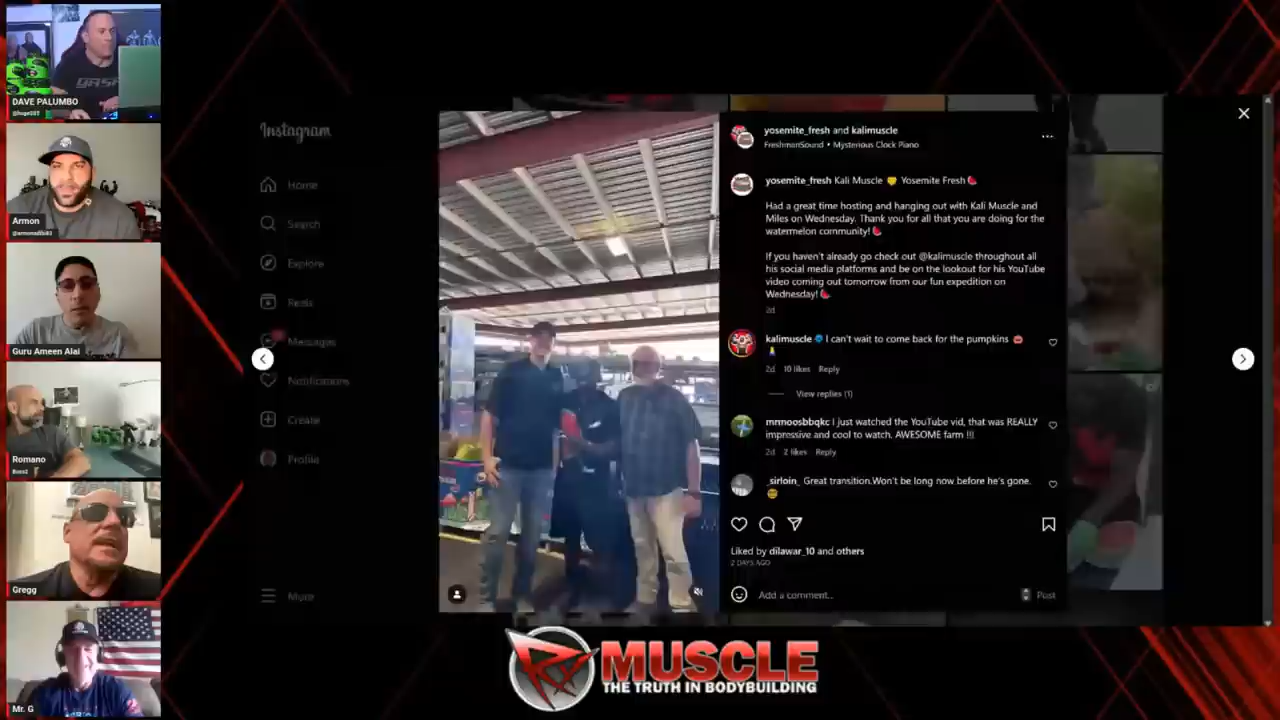 DAVE PALUMBO
Armon
Guru Ameen Alai
Romano
Gregg
Mr. G
Instagram
Home
Search
Explore
Reels
Messages
Notifications
Create
Profile
More
yosemite_fresh and kalimuscle
FreshmanSound • Mysterious Clock Piano
yosemite_fresh Kali Muscle 🤝 Yosemite Fresh🍉
Had a great time hosting and hanging out with Kali Muscle and
Miles on Wednesday. Thank you for all that you are doing for the
watermelon community!🍉
If you haven't already go check out @kalimuscle throughout all
his social media platforms and be on the lookout for his YouTube
video coming out tomorrow from our fun expedition on
Wednesday!🍉
2d
kalimuscle I can't wait to come back for the pumpkins
2d 10 likes Reply
View replies (1)
mrmoosbbqkc I just watched the YouTube vid, that was REALLY
impressive and cool to watch. AWESOME farm !!!
2d 2 likes Reply
_sirloin_ Great transition.Won't be long now before he's gone.
Liked by dilawar_10 and others
2 DAYS AGO
Add a comment...
Post
MUSCLE
THE TRUTH IN BODYBUILDING